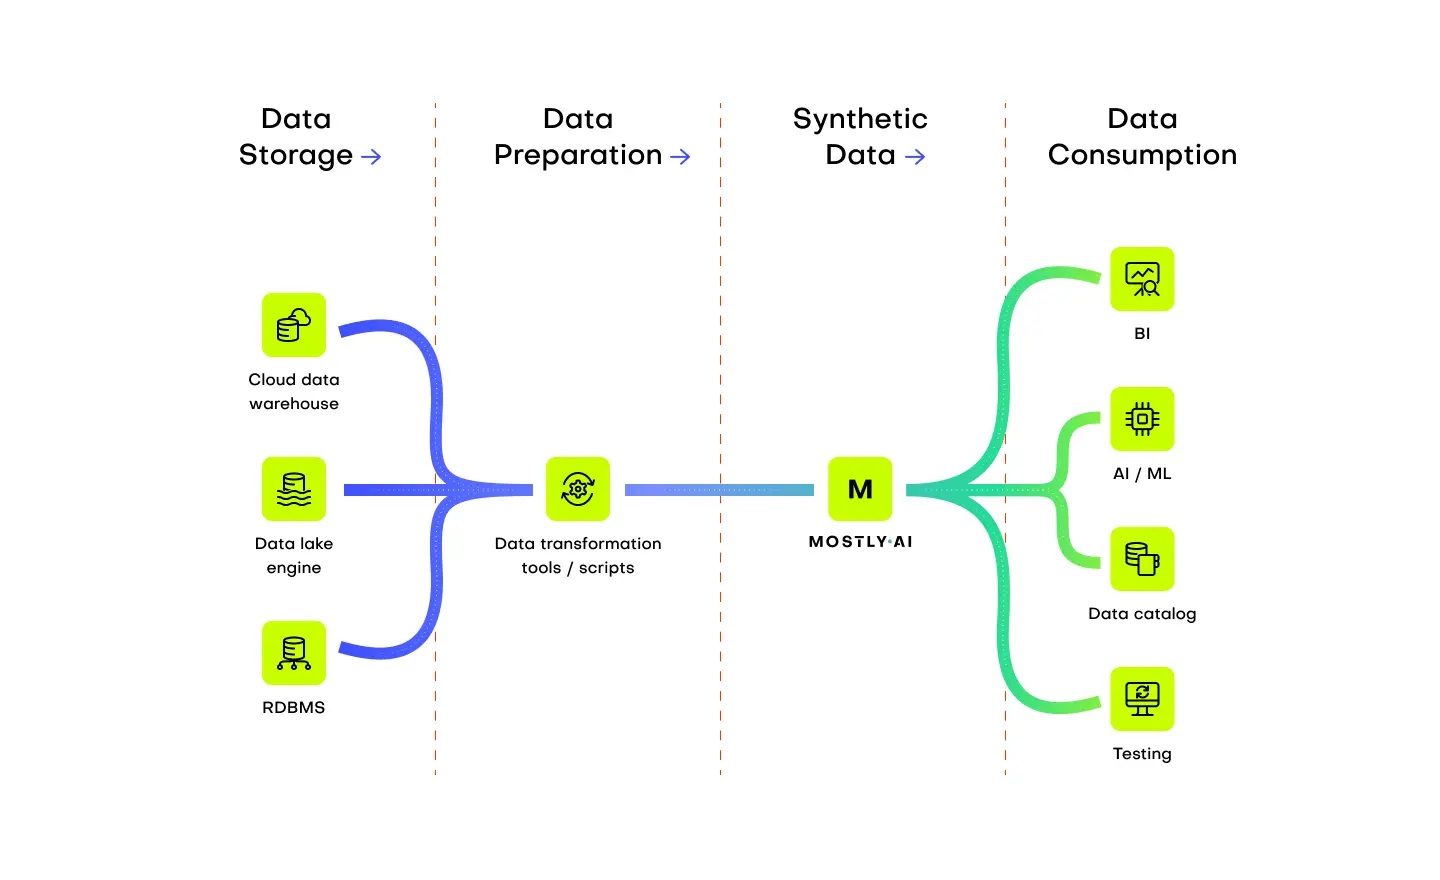 Data
Storage →
Data
Preparation →
Synthetic
Data →
Data
Consumption
Cloud data
warehouse
Data lake
engine
RDBMS
Data transformation
tools / scripts
M
MOSTLY·AI
BI
AI / ML
Data catalog
Testing